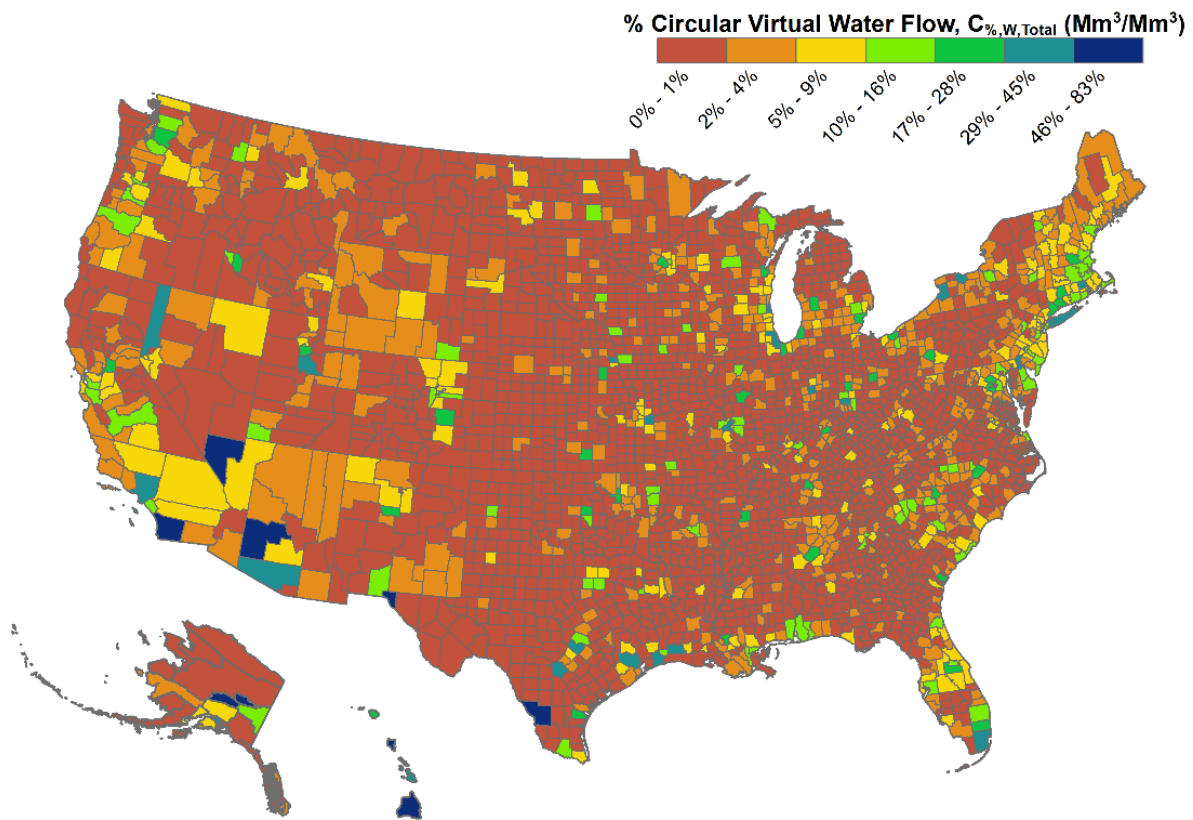 % Circular Virtual Water Flow, C%,W,Total (Mm³/Mm³)
0% - 1%
2% - 4%
5% - 9%
10% - 16%
17% - 28%
29% - 45%
46% - 83%